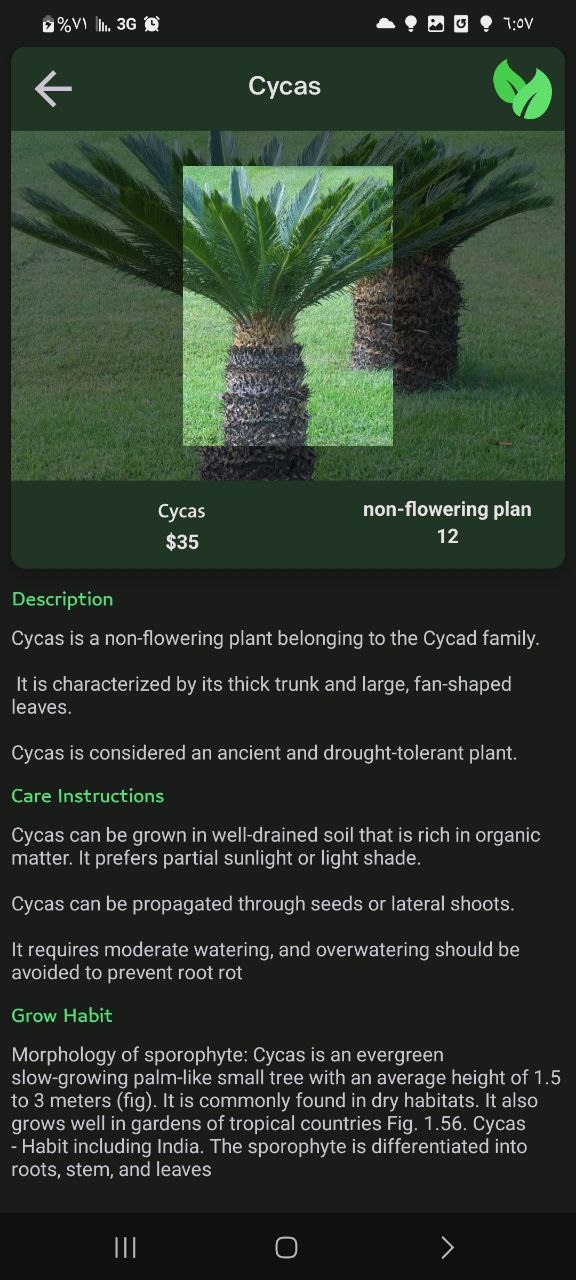 %٧١ 3G ٦:٥٧
Cycas
Cycas
$35
non-flowering plan
12
Description
Cycas is a non-flowering plant belonging to the Cycad family.
It is characterized by its thick trunk and large, fan-shaped
leaves.
Cycas is considered an ancient and drought-tolerant plant.
Care Instructions
Cycas can be grown in well-drained soil that is rich in organic
matter. It prefers partial sunlight or light shade.
Cycas can be propagated through seeds or lateral shoots.
It requires moderate watering, and overwatering should be
avoided to prevent root rot
Grow Habit
Morphology of sporophyte: Cycas is an evergreen
slow-growing palm-like small tree with an average height of 1.5
to 3 meters (fig). It is commonly found in dry habitats. It also
grows well in gardens of tropical countries Fig. 1.56. Cycas
- Habit including India. The sporophyte is differentiated into
roots, stem, and leaves